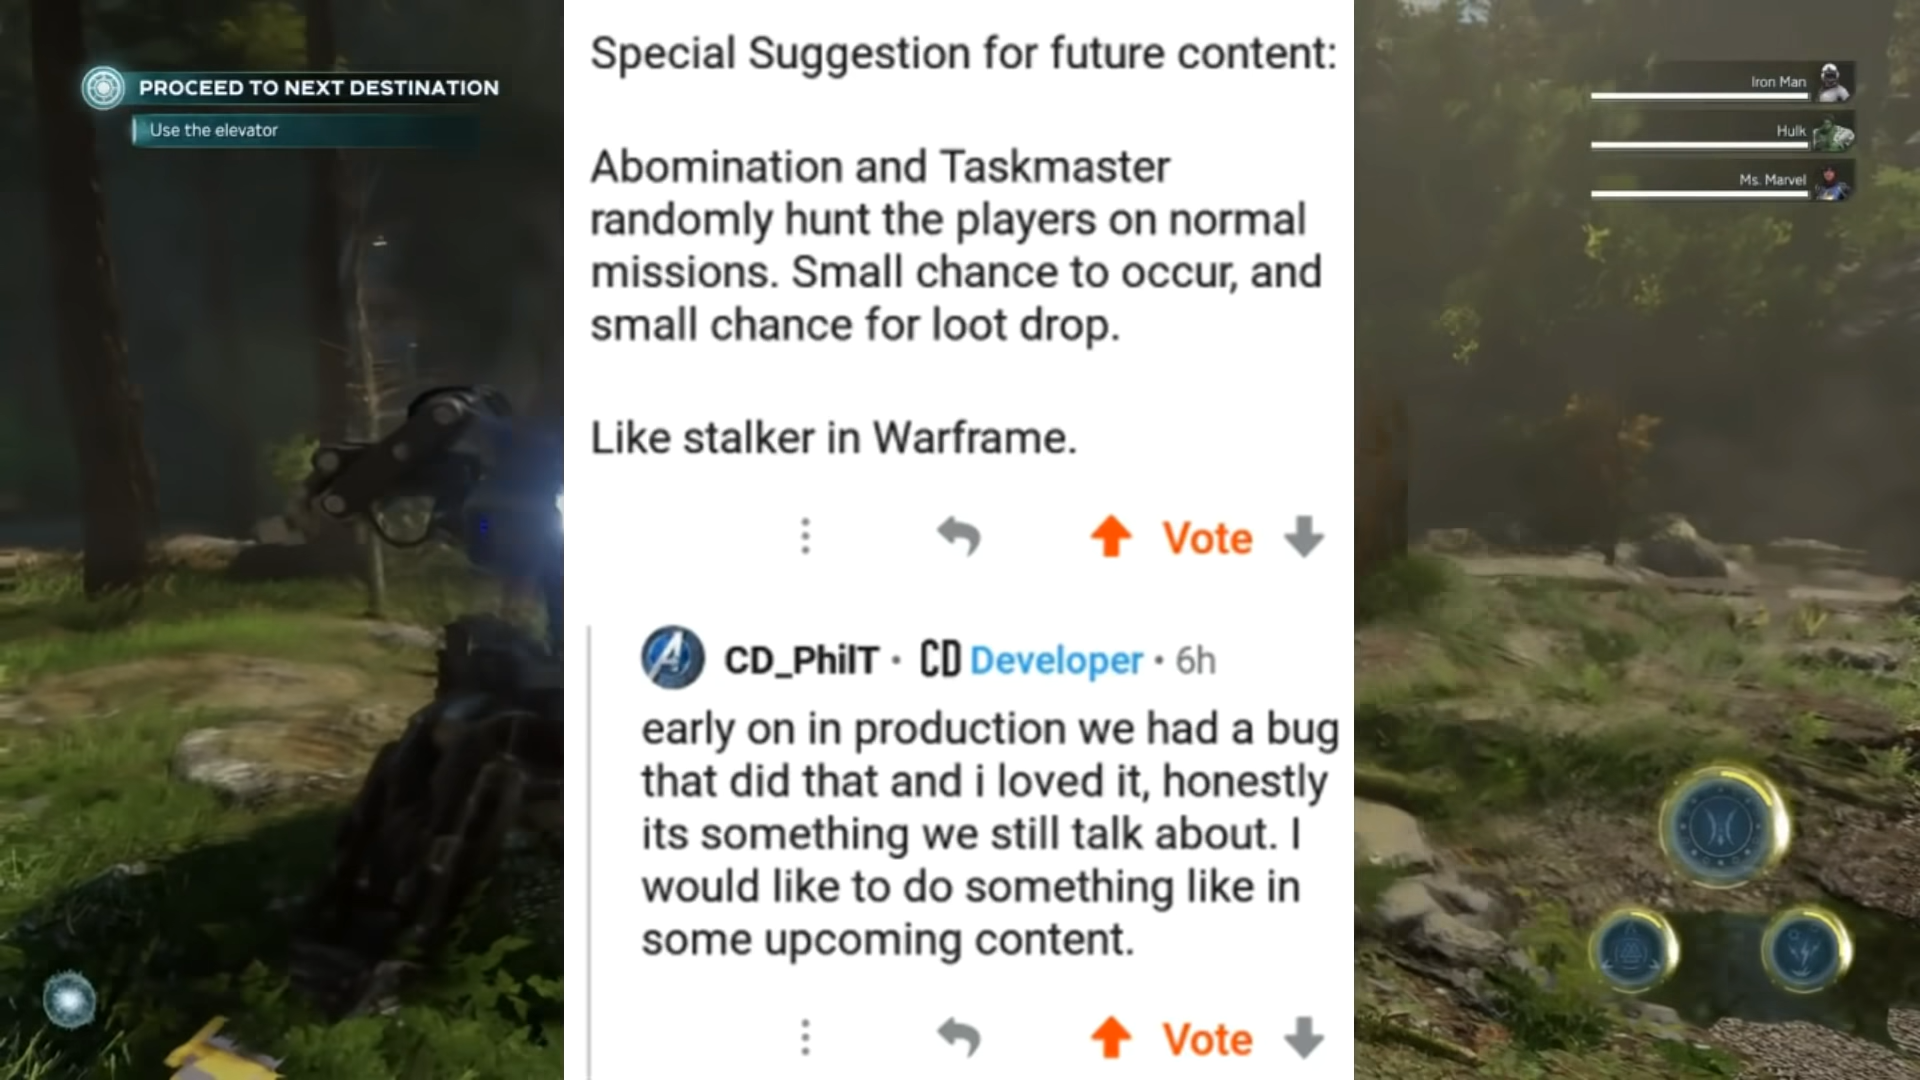 PROCEED TO NEXT DESTINATION
Use the elevator
Special Suggestion for future content:
Abomination and Taskmaster
randomly hunt the players on normal
missions. Small chance to occur, and
small chance for loot drop.
Like stalker in Warframe.
Vote
CD_PhilT · CD Developer · 6h
early on in production we had a bug
that did that and i loved it, honestly
its something we still talk about. I
would like to do something like in
some upcoming content.
Vote
Iron Man
Hulk
Ms. Marvel